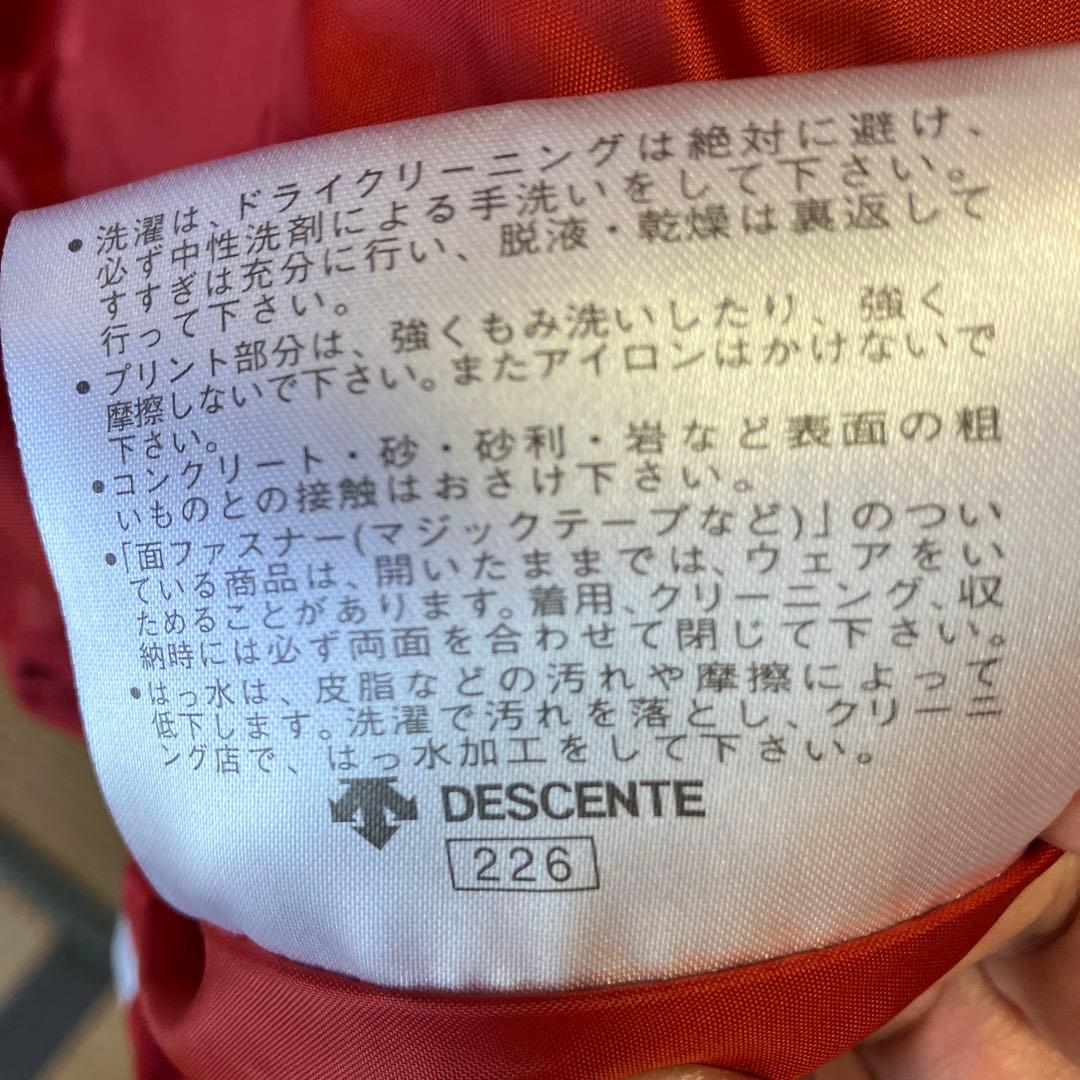 • 洗濯は、ドライクリーニングは絶対に避け、
必ず中性洗剤による手洗いをして下さい。
すすぎは充分に行い、脱液・乾燥は裏返して
行って下さい。
• プリント部分は、強くもみ洗いしたり、強く
摩擦しないで下さい。またアイロンはかけないで
下さい。
• コンクリート・砂・砂利・岩など表面の粗
いものとの接触はおさけ下さい。
• 「面ファスナー(マジックテープなど)」のつい
ている商品は、開いたままでは、ウェアをい
ためることがあります。着用、クリーニング、収
納時には必ず両面を合わせて閉じて下さい。
• はっ水は、皮脂などの汚れや摩擦によって
低下します。洗濯で汚れを落とし、クリーニ
ング店で、はっ水加工をして下さい。
DESCENTE
226